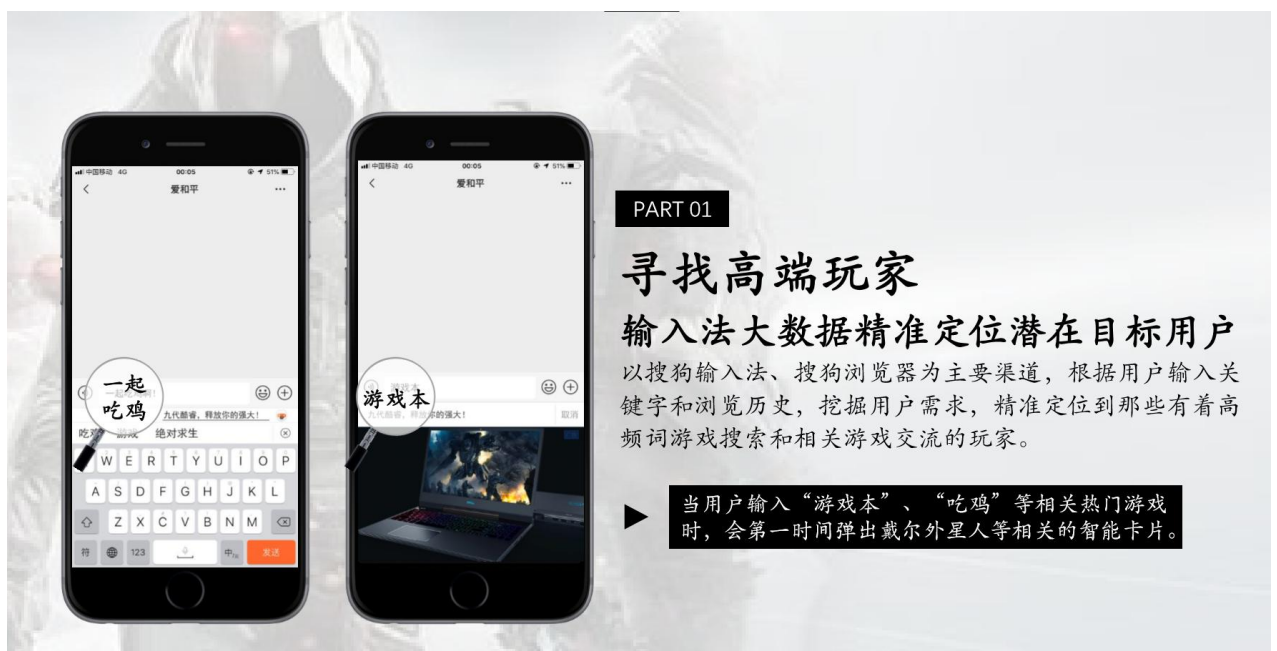 中国移动 4G 00:05 51%
爱和平
一起
吃鸡
九代酷睿，释放你的强大！
吃鸡 游戏 绝对求生
W E R T Y U I O P
A S D F G H J K L
Z X C V B N M
符 123 中/英 发送
中国移动 4G 00:05 51%
爱和平
游戏本
游戏本
九代酷睿，释放你的强大！ 取消
PART 01
寻找高端玩家
输入法大数据精准定位潜在目标用户
以搜狗输入法、搜狗浏览器为主要渠道，根据用户输入关
键字和浏览历史，挖掘用户需求，精准定位到那些有着高
频词游戏搜索和相关游戏交流的玩家。
当用户输入“游戏本”、“吃鸡”等相关热门游戏
时，会第一时间弹出戴尔外星人等相关的智能卡片。